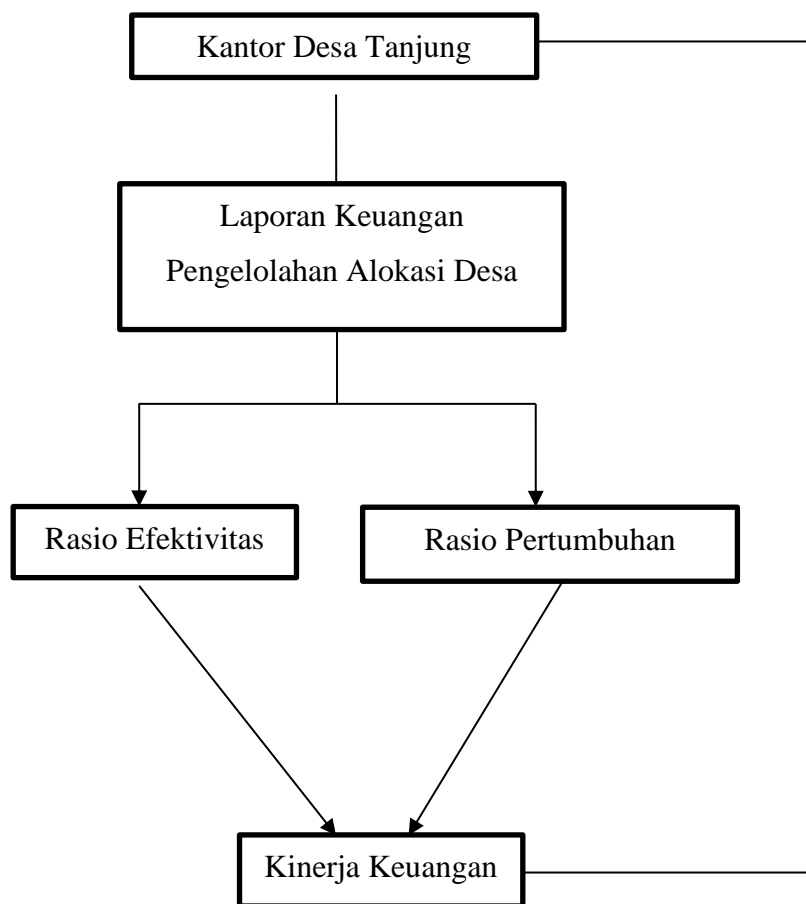 Kantor Desa Tanjung
Laporan Keuangan
Pengelolahan Alokasi Desa
Rasio Efektivitas
Rasio Pertumbuhan
Kinerja Keuangan